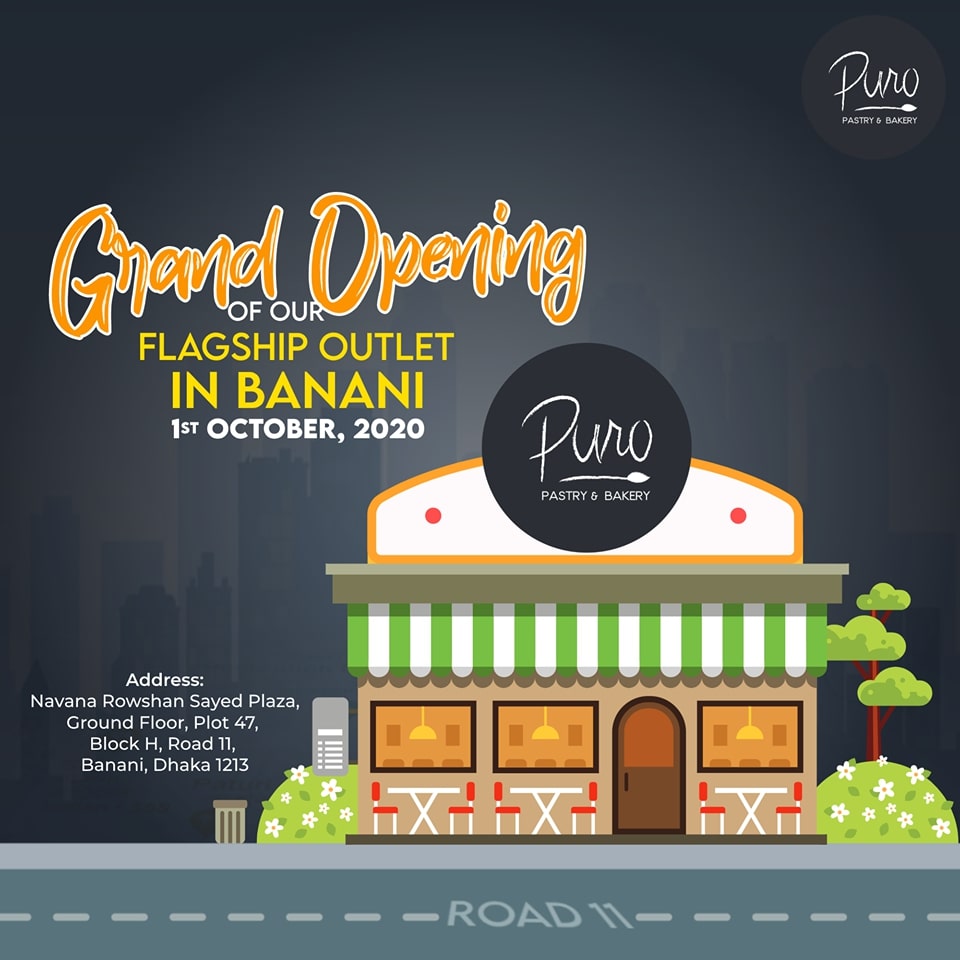 Puro
PASTRY & BAKERY
Grand Opening
OF OUR
FLAGSHIP OUTLET
IN BANANI
1ST OCTOBER, 2020
Puro
PASTRY & BAKERY
Address:
Navana Rowshan Sayed Plaza,
Ground Floor, Plot 47,
Block H, Road 11,
Banani, Dhaka 1213
ROAD 11